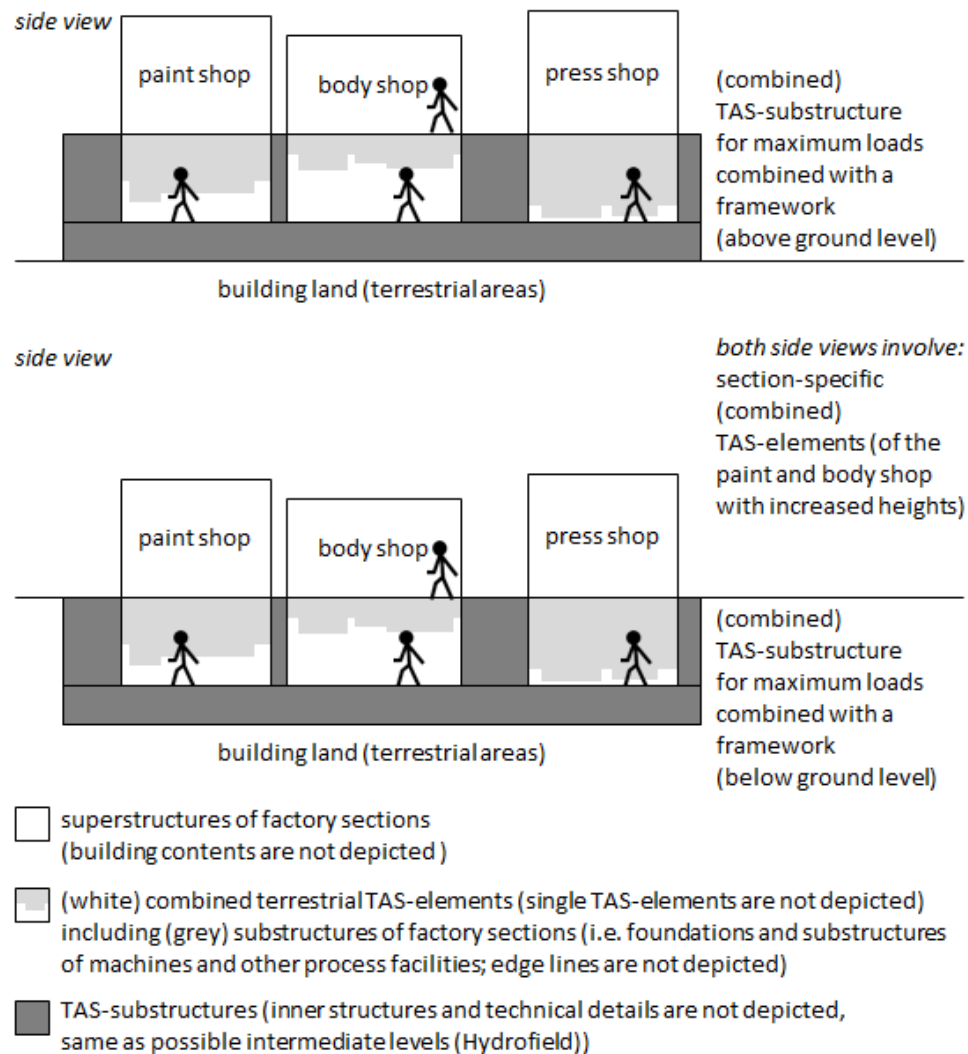 side view
paint shop
body shop
press shop
(combined)
TAS-substructure
for maximum loads
combined with a
framework
(above ground level)
building land (terrestrial areas)
side view
both side views involve:
section-specific
(combined)
TAS-elements (of the
paint and body shop
with increased heights)
paint shop
body shop
press shop
(combined)
TAS-substructure
for maximum loads
combined with a
framework
(below ground level)
building land (terrestrial areas)
superstructures of factory sections
(building contents are not depicted )
(white) combined terrestrial TAS-elements (single TAS-elements are not depicted)
including (grey) substructures of factory sections (i.e. foundations and substructures
of machines and other process facilities; edge lines are not depicted)
TAS-substructures (inner structures and technical details are not depicted,
same as possible intermediate levels (Hydrofield))